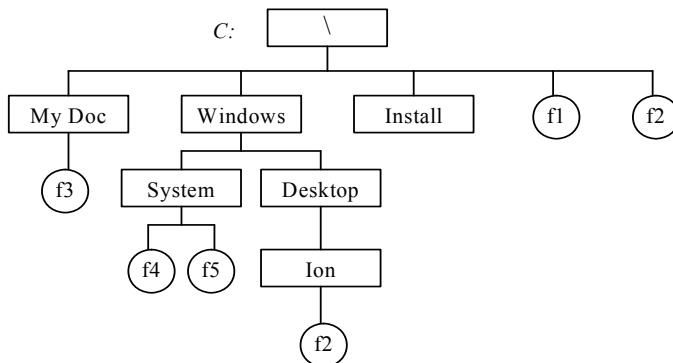 C: \
My Doc Windows Install f1 f2
f3 System Desktop
f4 f5 Ion
f2